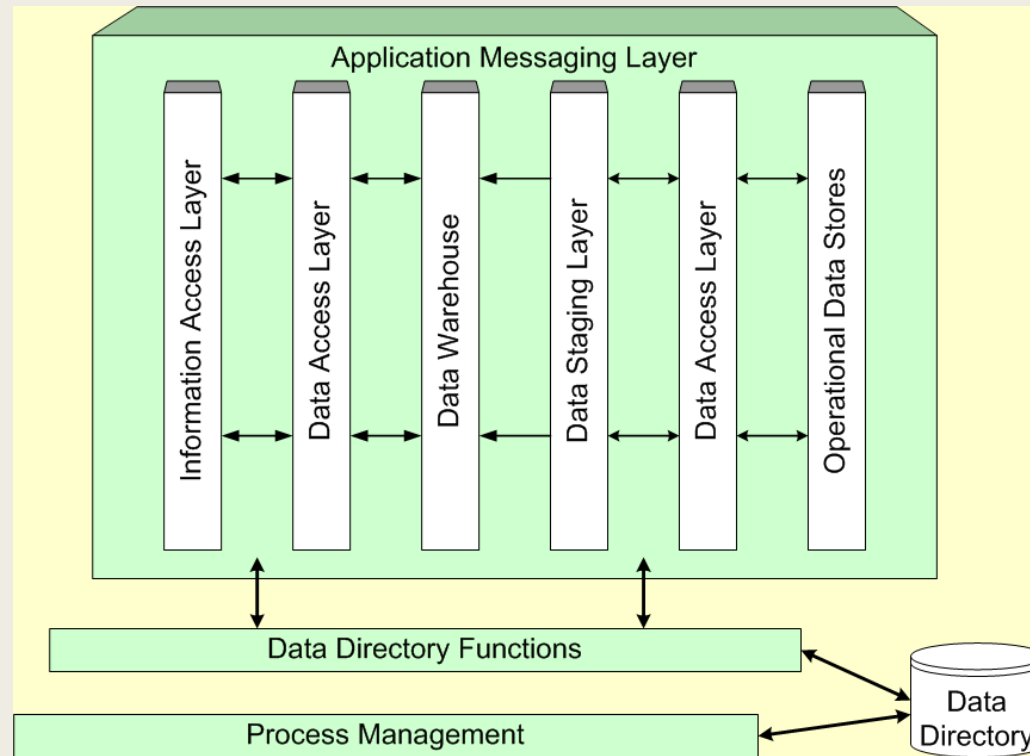 Application Messaging Layer
Information Access Layer
Data Access Layer
Data Warehouse
Data Staging Layer
Data Access Layer
Operational Data Stores
Data Directory Functions
Data
Directory
Process Management